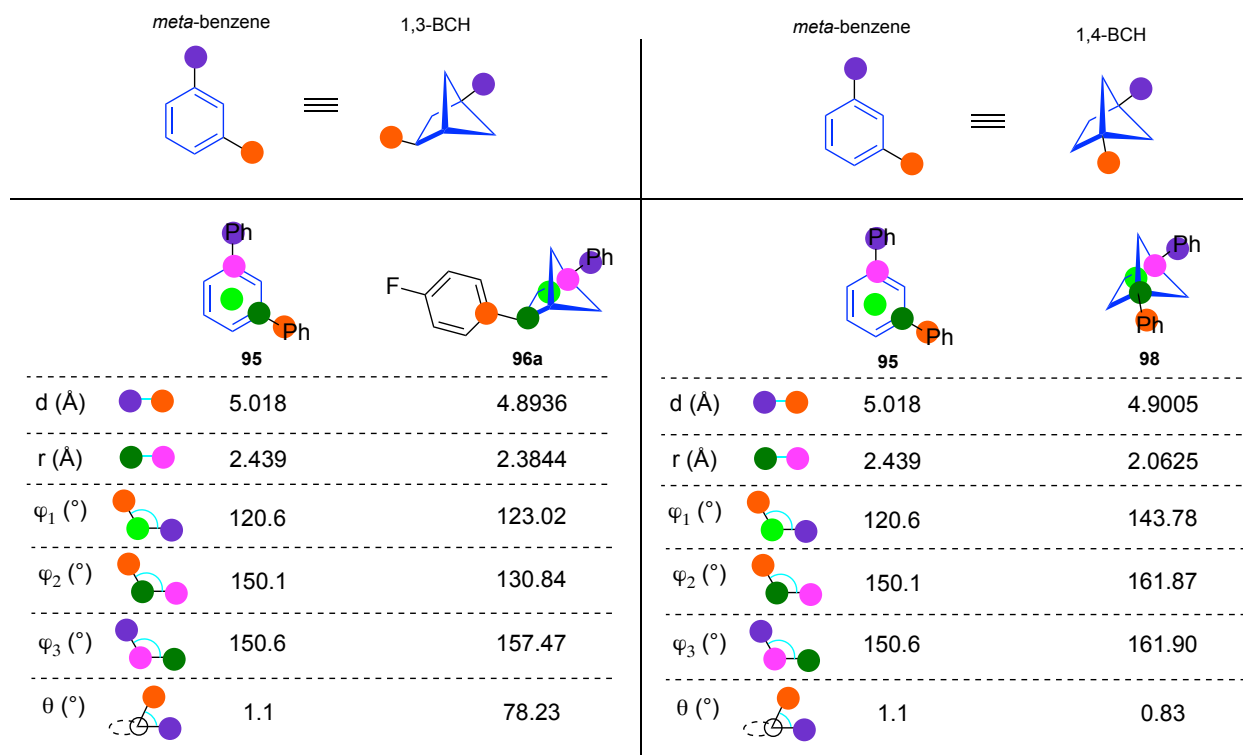 meta-benzene
1,3-BCH
meta-benzene
1,4-BCH
Ph
Ph
F
Ph
95
96a
Ph
Ph
Ph
Ph
95
98
d (Å) 5.018 4.8936
r (Å) 2.439 2.3844
φ1 (°) 120.6 123.02
φ2 (°) 150.1 130.84
φ3 (°) 150.6 157.47
θ (°) 1.1 78.23
d (Å) 5.018 4.9005
r (Å) 2.439 2.0625
φ1 (°) 120.6 143.78
φ2 (°) 150.1 161.87
φ3 (°) 150.6 161.90
θ (°) 1.1 0.83